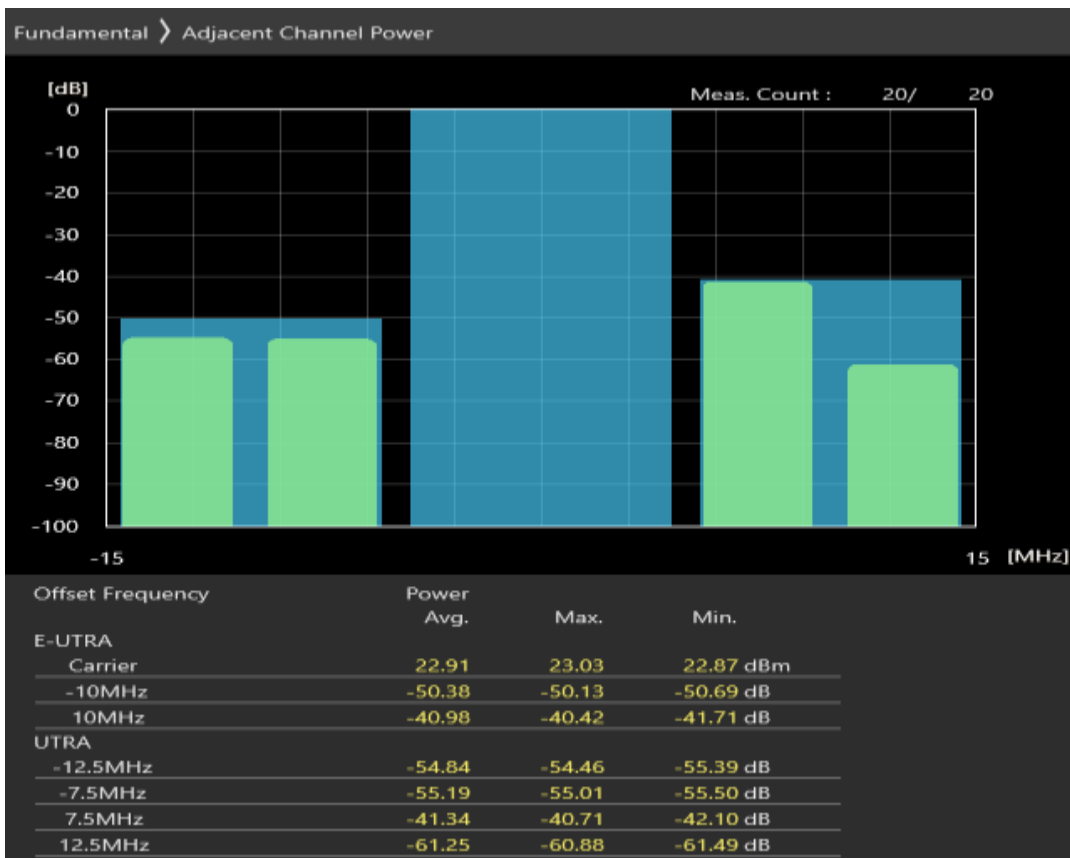 Fundamental 〉 Adjacent Channel Power
[dB]
Meas. Count : 20/ 20
0
-10
-20
-30
-40
-50
-60
-70
-80
-90
-100
-15 15 [MHz]
Offset Frequency Power
Avg. Max. Min.
E-UTRA
Carrier 22.91 23.03 22.87 dBm
-10MHz -50.38 -50.13 -50.69 dB
10MHz -40.98 -40.42 -41.71 dB
UTRA
-12.5MHz -54.84 -54.46 -55.39 dB
-7.5MHz -55.19 -55.01 -55.50 dB
7.5MHz -41.34 -40.71 -42.10 dB
12.5MHz -61.25 -60.88 -61.49 dB